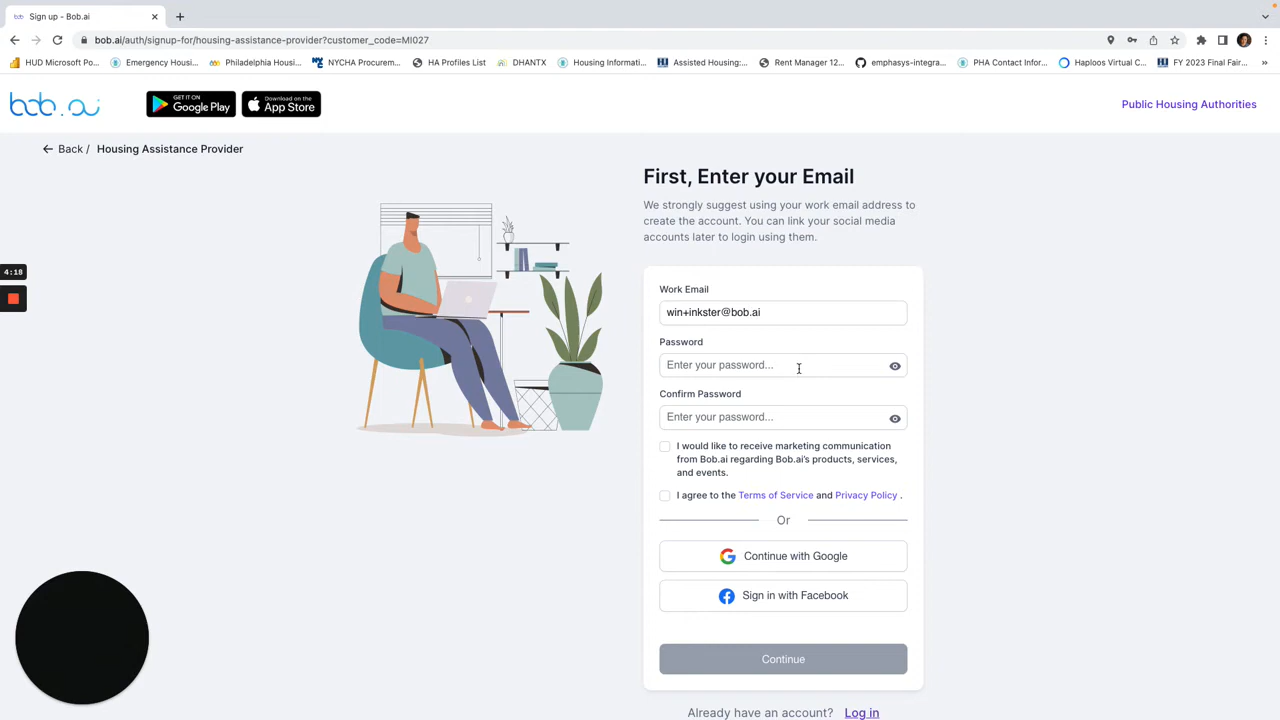 Sign up - Bob.ai
bob.ai/auth/signup-for/housing-assistance-provider?customer_code=MI027
HUD Microsoft Po... Emergency Housi... Philadelphia Housi... NYCHA Procurem... HA Profiles List DHANTX Housing Informati... Assisted Housing:... Rent Manager 12... emphasys-integra... PHA Contact Infor... Haploos Virtual C... FY 2023 Final Fair... »
bob.ai
GET IT ON
Google Play
Download on the
App Store
Public Housing Authorities
Back / Housing Assistance Provider
First, Enter your Email
We strongly suggest using your work email address to
create the account. You can link your social media
accounts later to login using them.
4:18
Work Email
win+inkster@bob.ai
Password
Enter your password...
Confirm Password
Enter your password...
I would like to receive marketing communication
from Bob.ai regarding Bob.ai's products, services,
and events.
I agree to the Terms of Service and Privacy Policy .
Or
Continue with Google
Sign in with Facebook
Continue
Already have an account? Log in